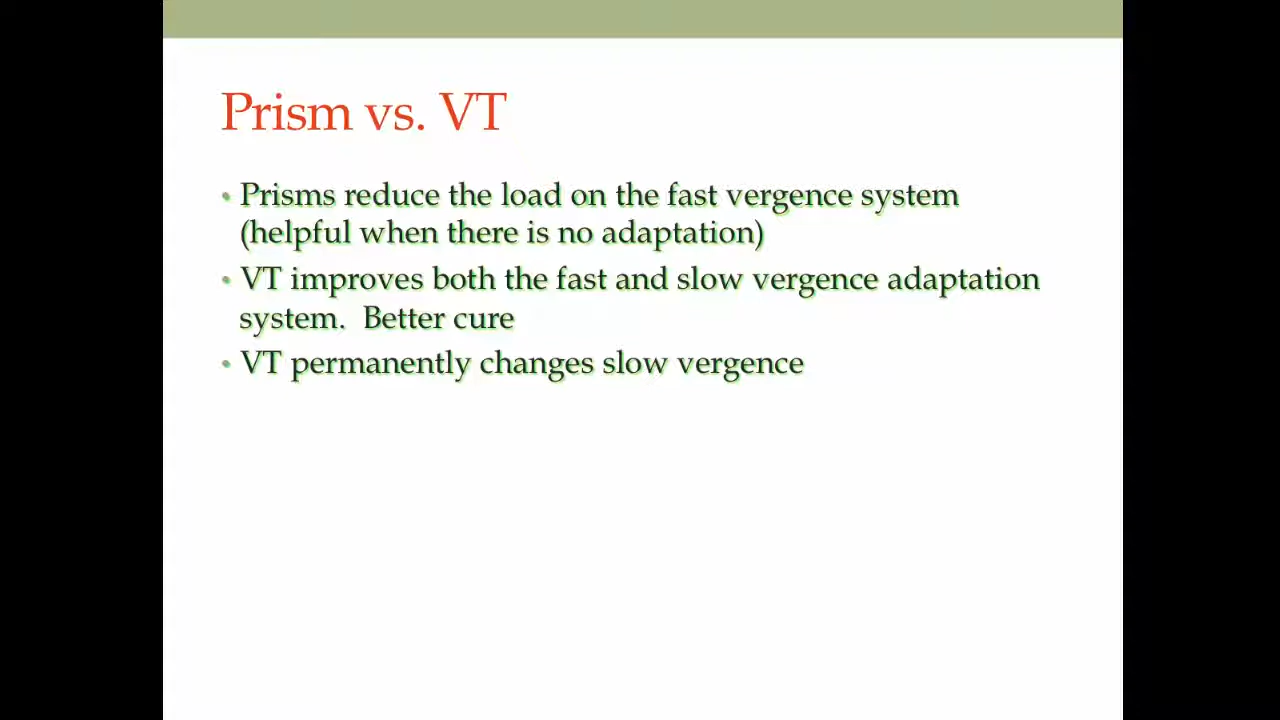 Prism vs. VT
• Prisms reduce the load on the fast vergence system
(helpful when there is no adaptation)
• VT improves both the fast and slow vergence adaptation
system.  Better cure
• VT permanently changes slow vergence